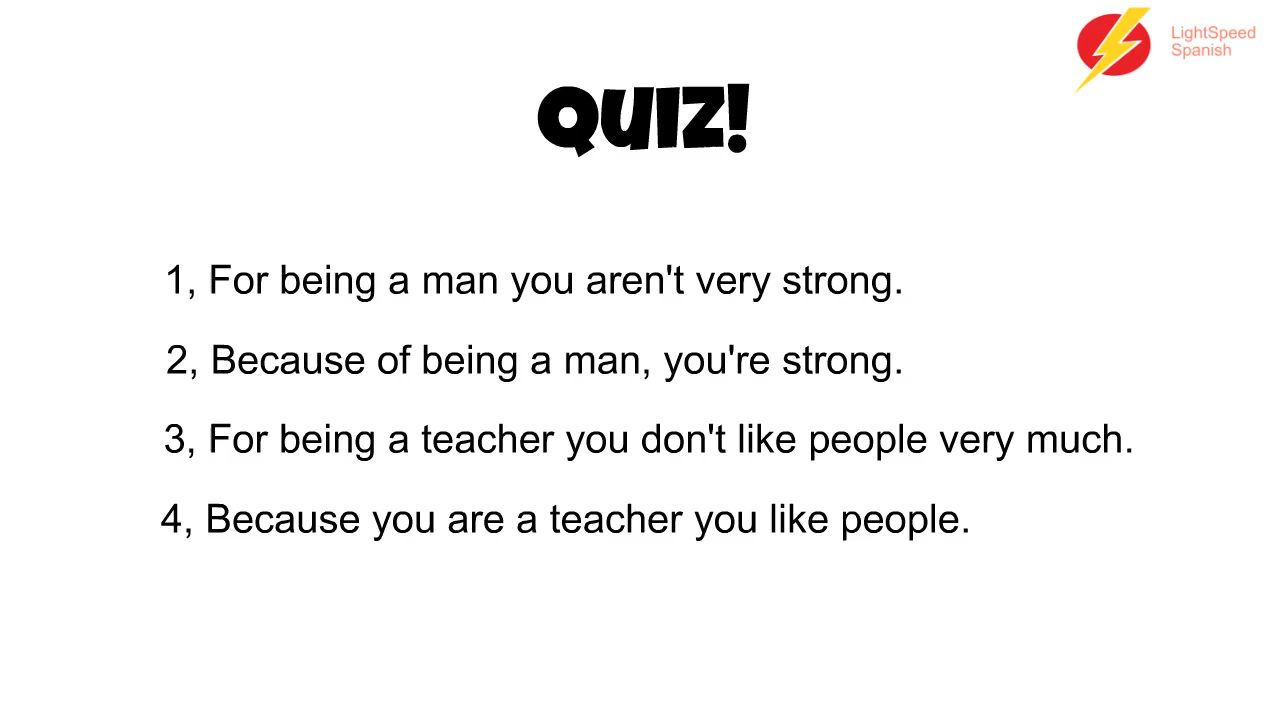 LightSpeed
Spanish
QUIZ!
1, For being a man you aren't very strong.
2, Because of being a man, you're strong.
3, For being a teacher you don't like people very much.
4, Because you are a teacher you like people.